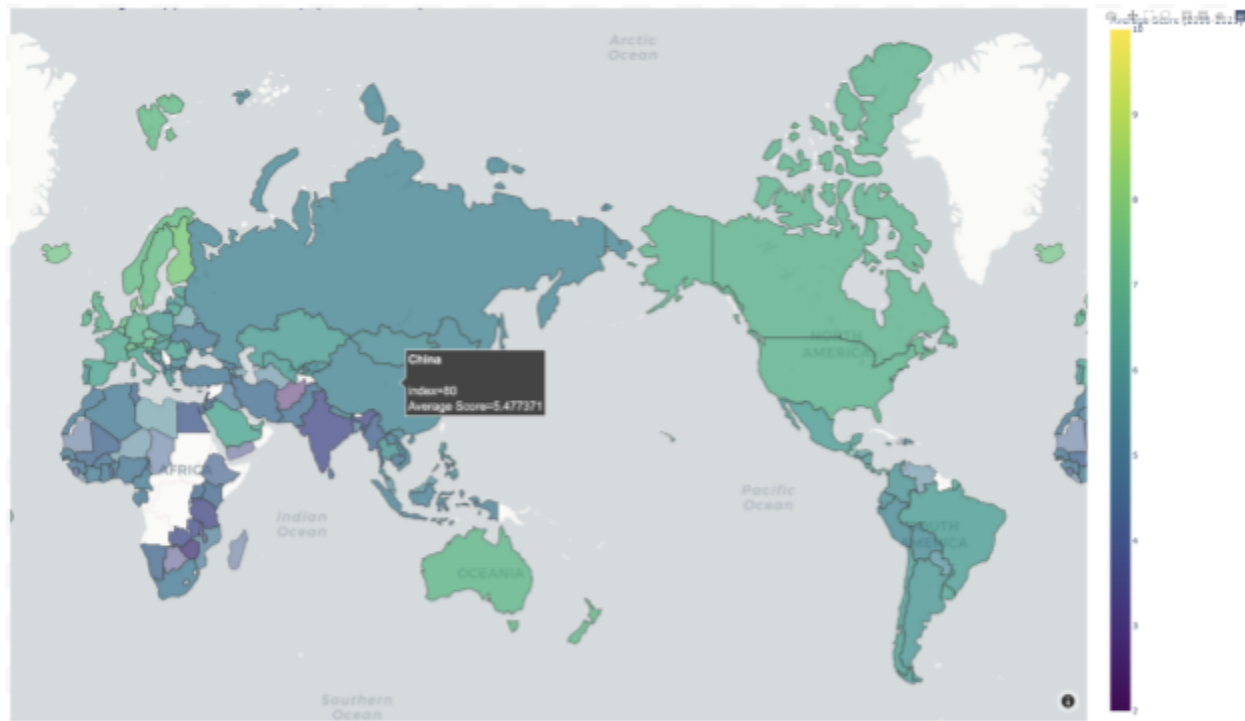 Arctic
Ocean
10
9
8
7
6
5
4
3
2
NORTH
AMERICA
China
index=80
Average Score=5.477371
AFRICA
Indian
Ocean
Pacific
Ocean
SOUTH
AMERICA
OCEANIA
Southern
Ocean